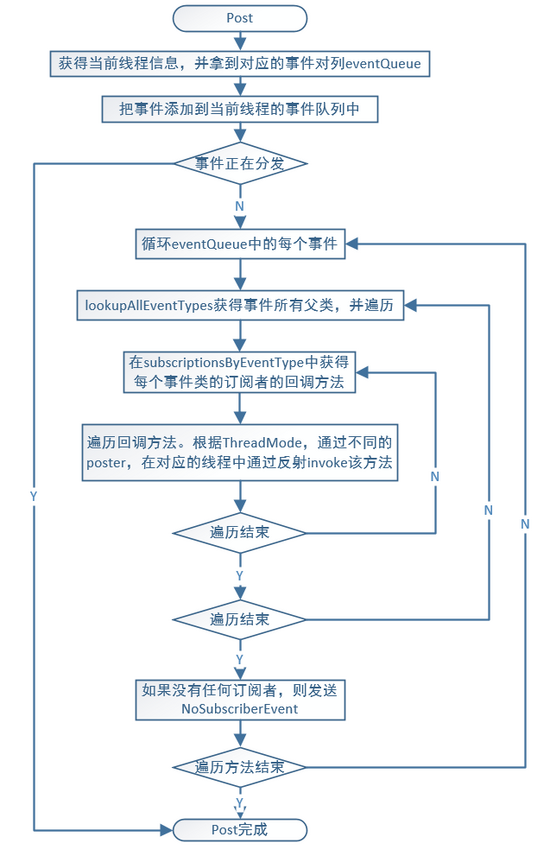 Post
获得当前线程信息，并拿到对应的事件对列eventQueue
把事件添加到当前线程的事件队列中
事件正在分发
N
循环eventQueue中的每个事件
lookupAllEventTypes获得事件所有父类，并遍历
在subscriptionsByEventType中获得
每个事件类的订阅者的回调方法
遍历回调方法。根据ThreadMode，通过不同的
poster，在对应的线程中通过反射invoke该方法
N
Y
N
N
遍历结束
Y
遍历结束
Y
如果没有任何订阅者，则发送
NoSubscriberEvent
遍历方法结束
Y
Post完成